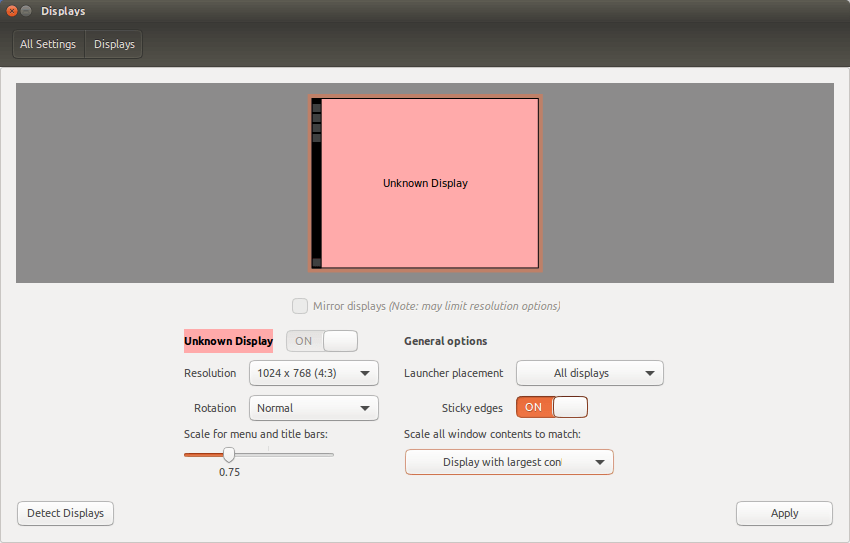 Displays
All Settings Displays
Unknown Display
Mirror displays (Note: may limit resolution options)
Unknown Display ON
General options
Resolution 1024 x 768 (4:3)
Launcher placement All displays
Rotation Normal
Sticky edges ON
Scale for menu and title bars:
Scale all window contents to match:
0.75
Display with largest con
Detect Displays
Apply